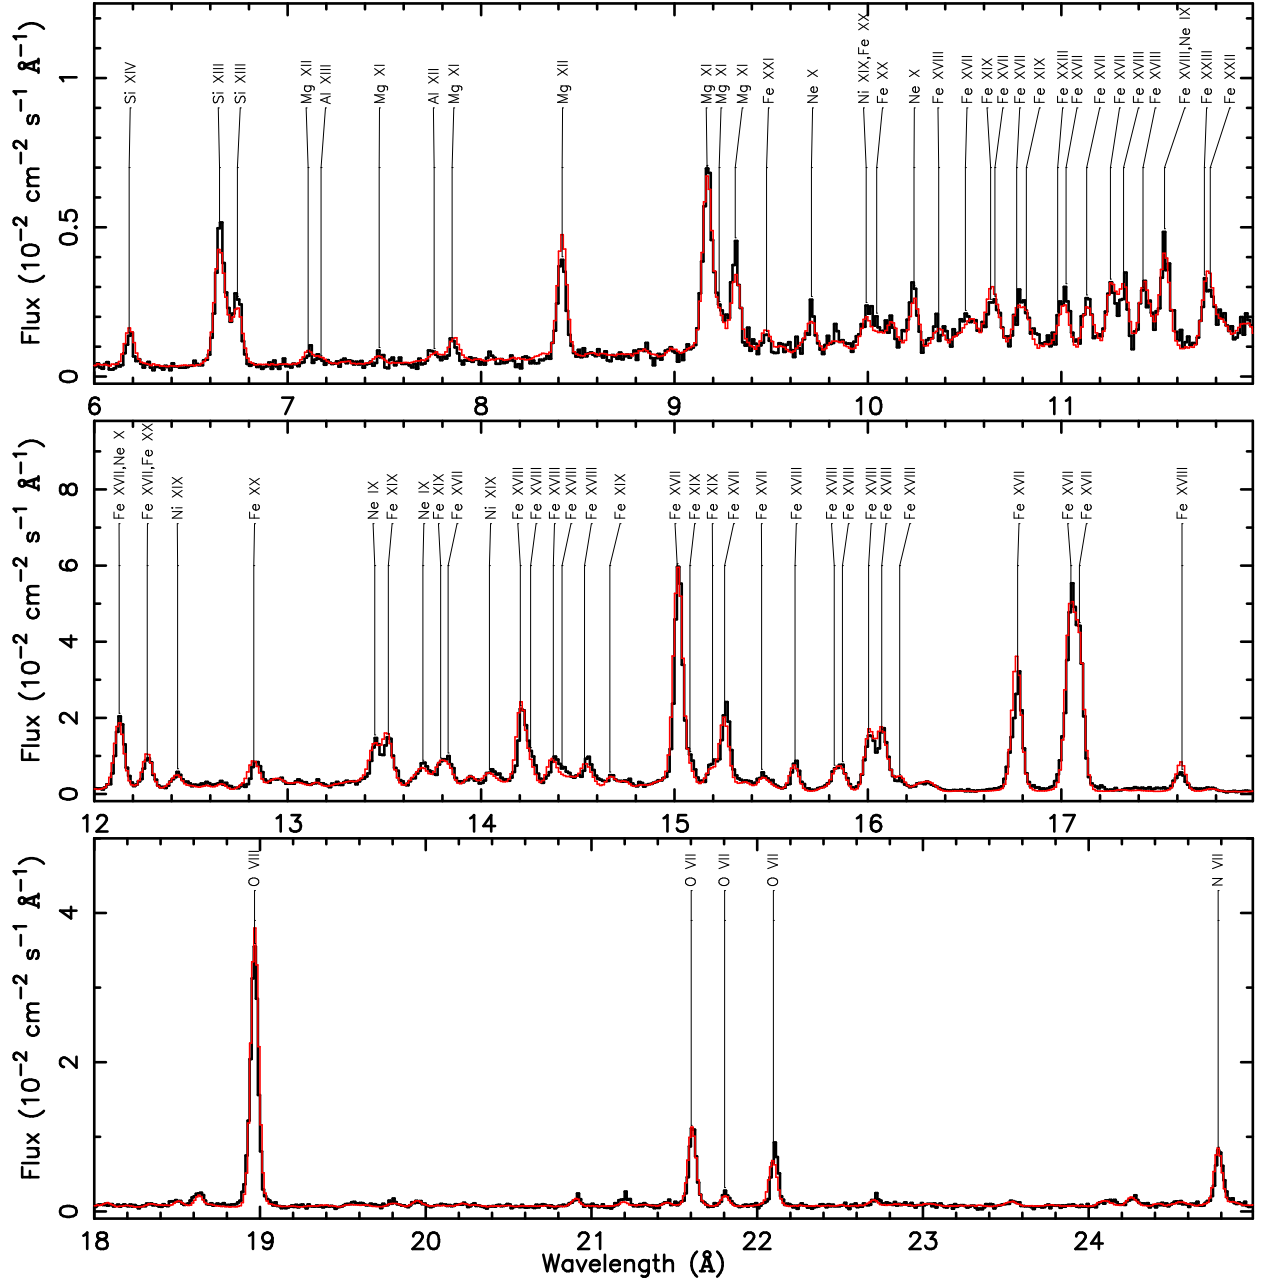 Flux (10⁻² cm⁻² s⁻¹ Å⁻¹)
1
0.5
0
Si XIV
Si XIII
Si XIII
Mg XII
Al XIII
Mg XI
Al XII
Mg XI
Mg XII
Mg XI
Mg XI
Mg XI
Fe XXI
Ne X
Ni XIX,Fe XX
Fe XX
Ne X
Fe XVIII
Fe XVII
Fe XIX
Fe XVII
Fe XVII
Fe XIX
Fe XXIII
Fe XVII
Fe XVII
Fe XVII
Fe XVIII
Fe XVIII
Fe XVIII,Ne IX
Fe XXIII
Fe XXII
6 7 8 9 10 11
Flux (10⁻² cm⁻² s⁻¹ Å⁻¹)
8
6
4
2
0
Fe XVII,Ne X
Fe XVII,Fe XX
Ni XIX
Fe XX
Ne IX
Fe XIX
Ne IX
Fe XIX
Fe XVII
Ni XIX
Fe XVIII
Fe XVIII
Fe XVIII
Fe XVIII
Fe XVIII
Fe XIX
Fe XVII
Fe XIX
Fe XIX
Fe XVII
Fe XVII
Fe XVIII
Fe XVIII
Fe XVIII
Fe XVIII
Fe XVIII
Fe XVIII
Fe XVII
Fe XVII
Fe XVII
Fe XVIII
12 13 14 15 16 17
Flux (10⁻² cm⁻² s⁻¹ Å⁻¹)
4
2
0
O VIII
O VII
O VII
O VII
N VII
18 19 20 21 22 23 24
Wavelength (Å)